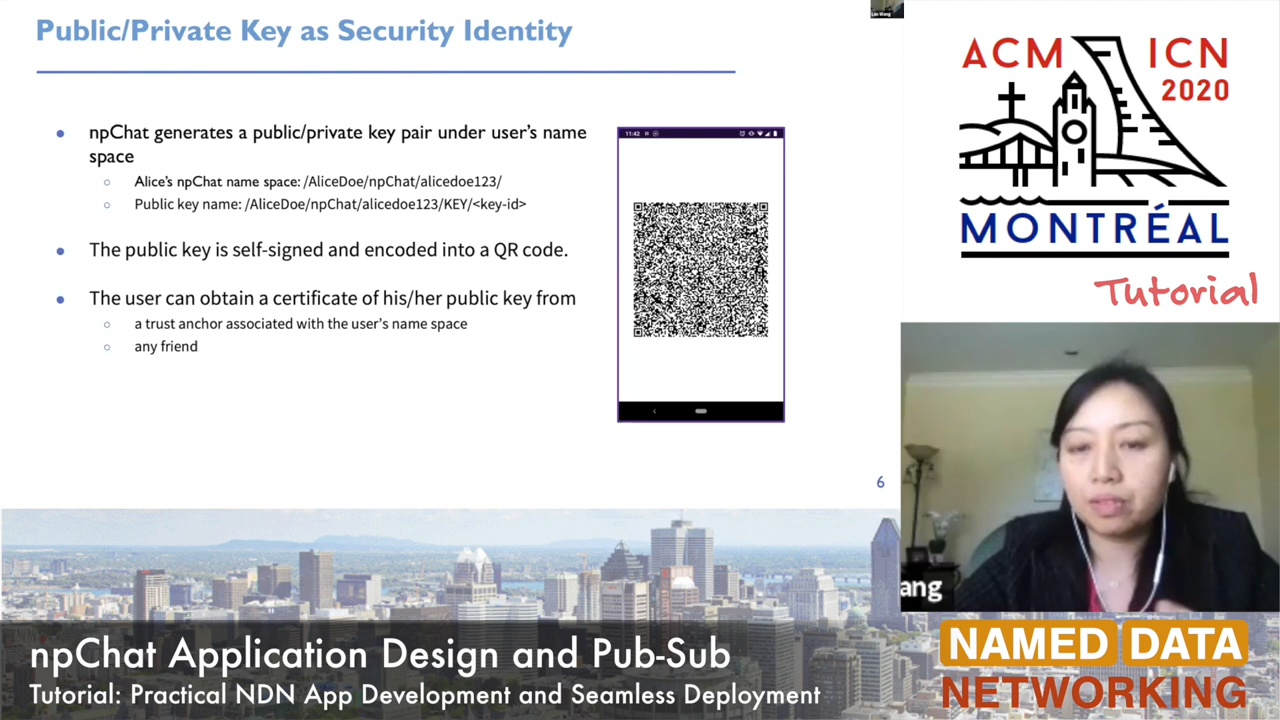 Public/Private Key as Security Identity
npChat generates a public/private key pair under user's name
space
Alice's npChat name space: /AliceDoe/npChat/alicedoe123/
Public key name: /AliceDoe/npChat/alicedoe123/KEY/<key-id>
The public key is self-signed and encoded into a QR code.
The user can obtain a certificate of his/her public key from
a trust anchor associated with the user's name space
any friend
11:42
6
Lan Wang
ACM ICN
2020
MONTRÉAL
Tutorial
ang
npChat Application Design and Pub-Sub
Tutorial: Practical NDN App Development and Seamless Deployment
NAMED DATA
NETWORKING